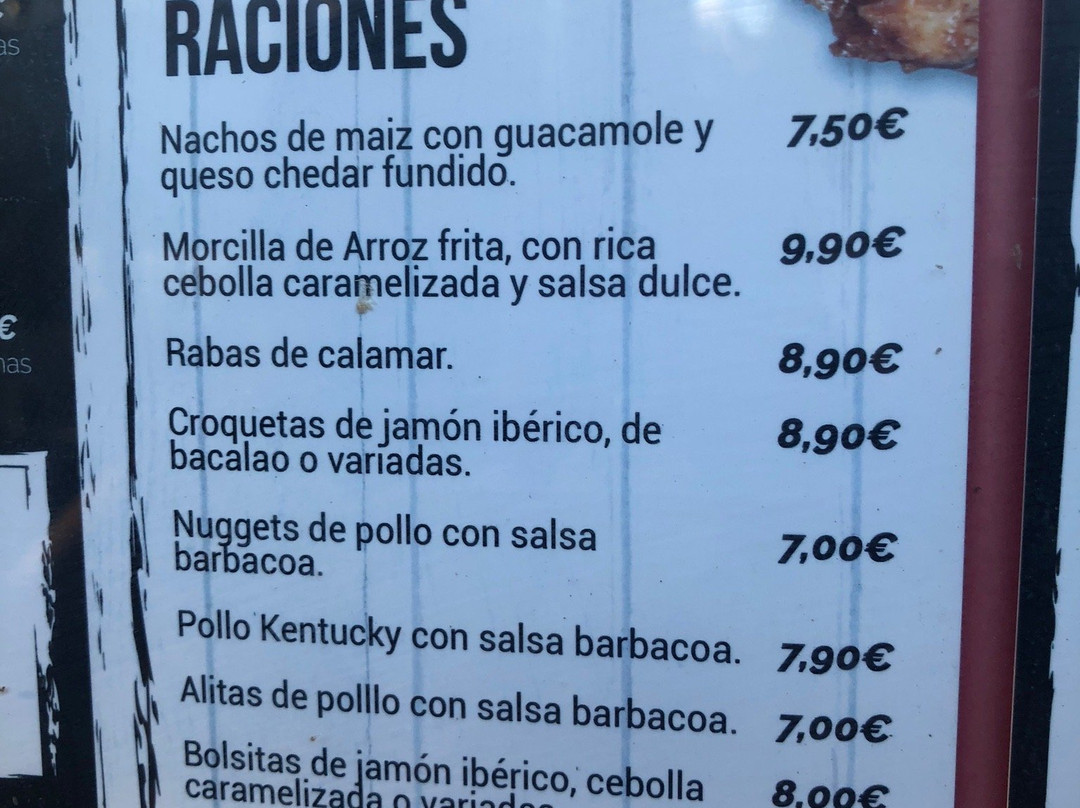 RACIONES
Nachos de maiz con guacamole y 7,50€
queso chedar fundido.
Morcilla de Arroz frita, con rica 9,90€
cebolla caramelizada y salsa dulce.
Rabas de calamar. 8,90€
Croquetas de jamón ibérico, de 8,90€
bacalao o variadas.
Nuggets de pollo con salsa 7,00€
barbacoa.
Pollo Kentucky con salsa barbacoa. 7,90€
Alitas de polllo con salsa barbacoa. 7,00€
Bolsitas de jamón ibérico, cebolla 8,00€
caramelizada o variadas